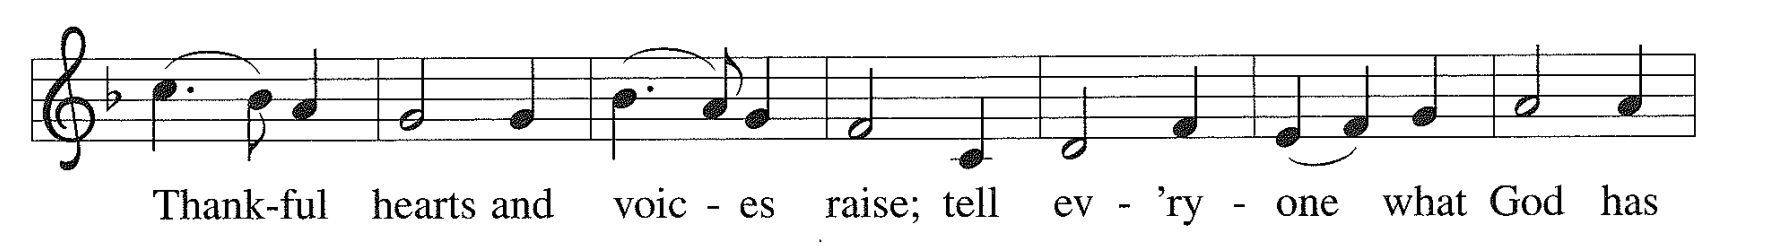 Thank-ful hearts and voic - es raise; tell ev - 'ry - one what God has